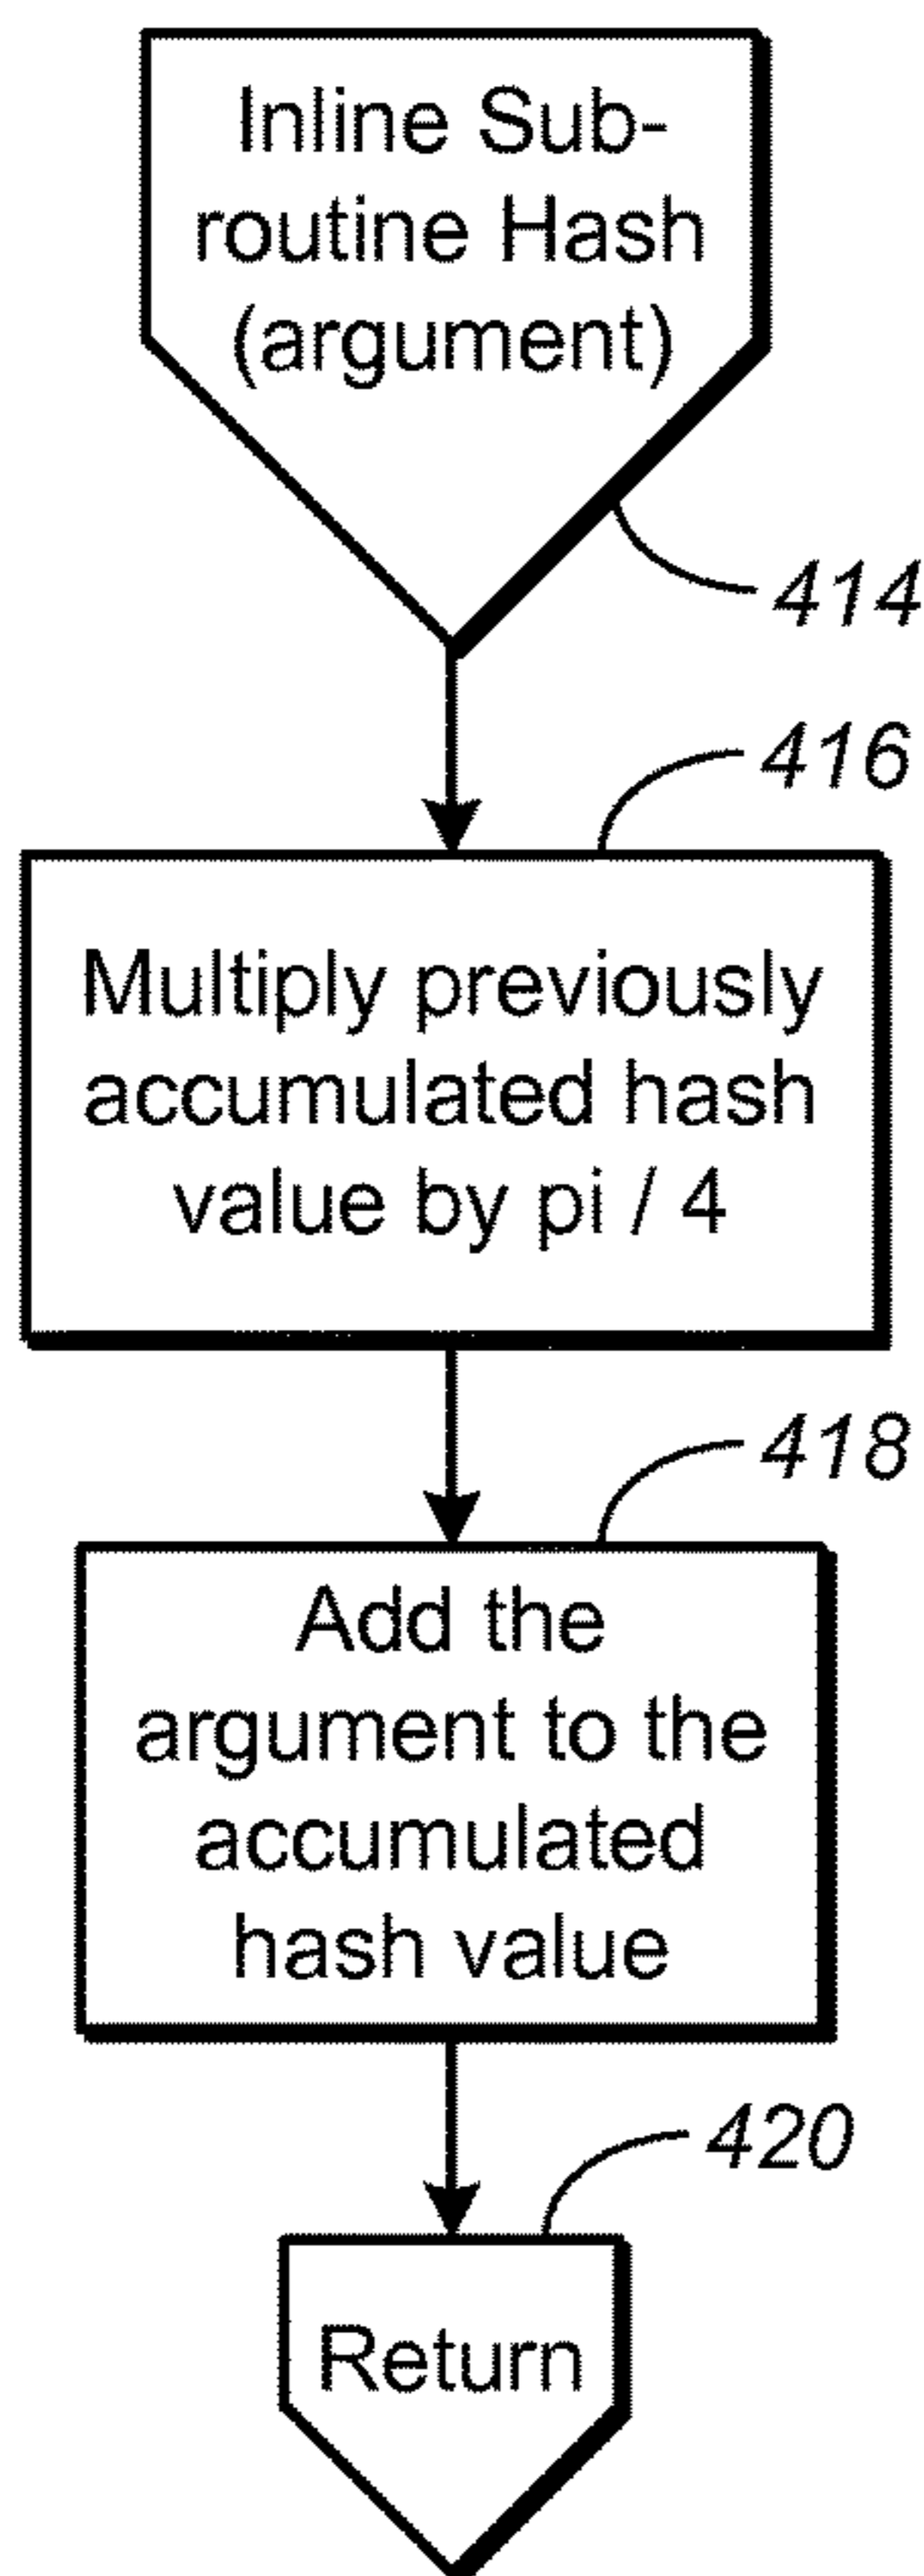 Inline Sub-
routine Hash
(argument)
414
416
Multiply previously
accumulated hash
value by pi / 4
418
Add the
argument to the
accumulated
hash value
420
Return